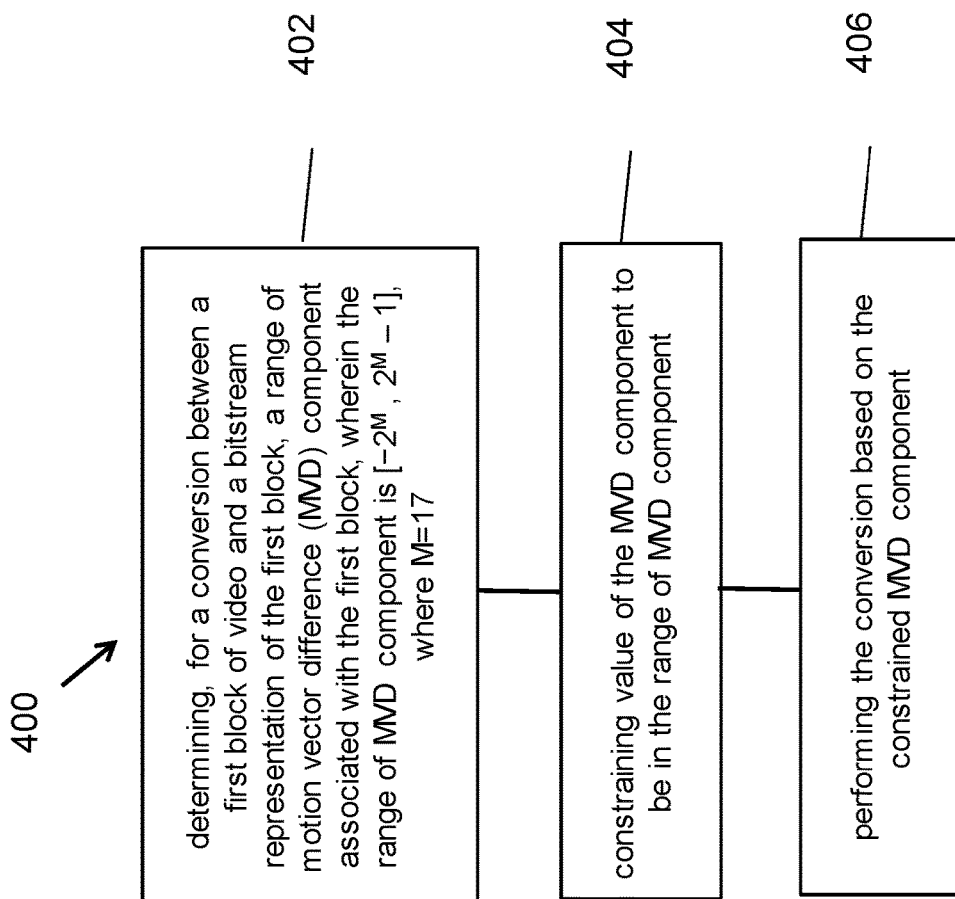 400
determining, for a conversion between a
first block of video and a bitstream
representation of the first block, a range of
motion vector difference (MVD) component
associated with the first block, wherein the
range of MVD component is [−2ᴹ , 2ᴹ – 1],
where M=17
402
constraining value of the MVD component to
be in the range of MVD component
404
performing the conversion based on the
constrained MVD component
406